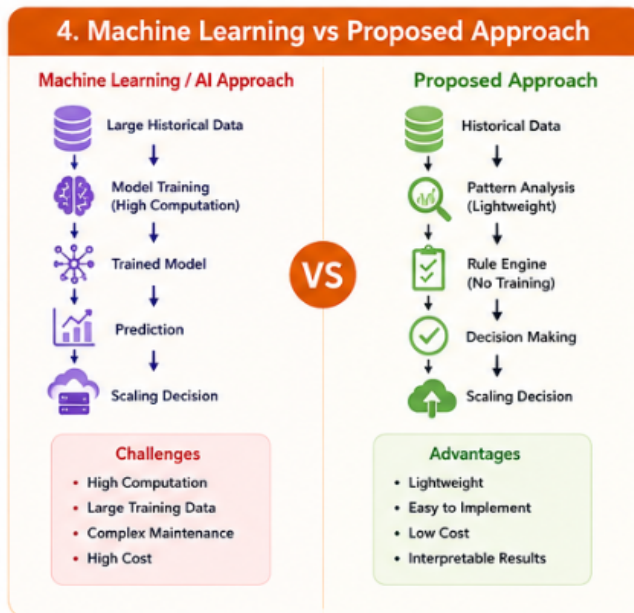 4. Machine Learning vs Proposed Approach
Machine Learning / AI Approach
Large Historical Data
Model Training
(High Computation)
Trained Model
Prediction
Scaling Decision
Challenges
• High Computation
• Large Training Data
• Complex Maintenance
• High Cost
VS
Proposed Approach
Historical Data
Pattern Analysis
(Lightweight)
Rule Engine
(No Training)
Decision Making
Scaling Decision
Advantages
• Lightweight
• Easy to Implement
• Low Cost
• Interpretable Results